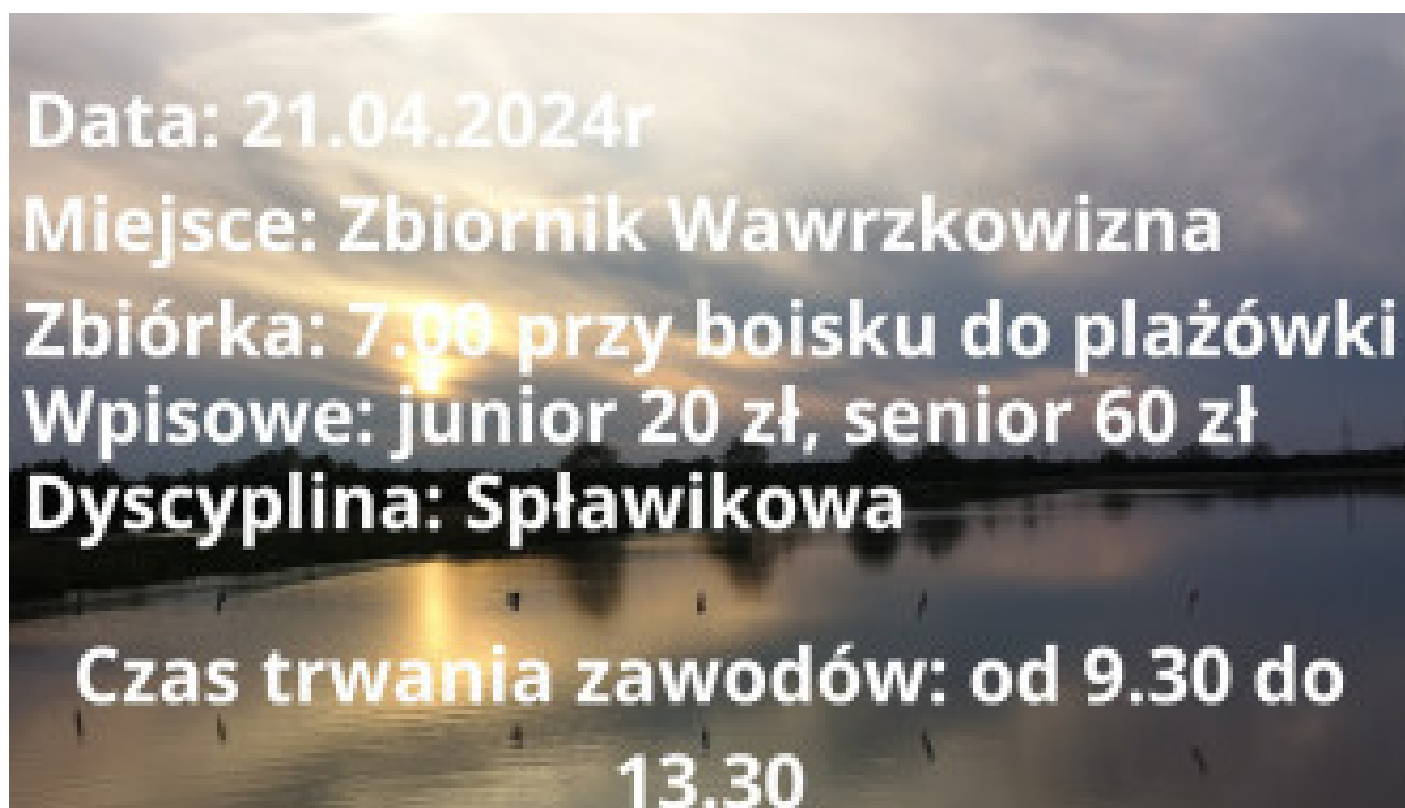 Data: 21.04.2024r
Miejsce: Zbiornik Wawrzkowizna
Zbiórka: 7.00 przy boisku do plażówki
Wpisowe: junior 20 zł, senior 60 zł
Dyscyplina: Spławikowa
Czas trwania zawodów: od 9.30 do
13.30